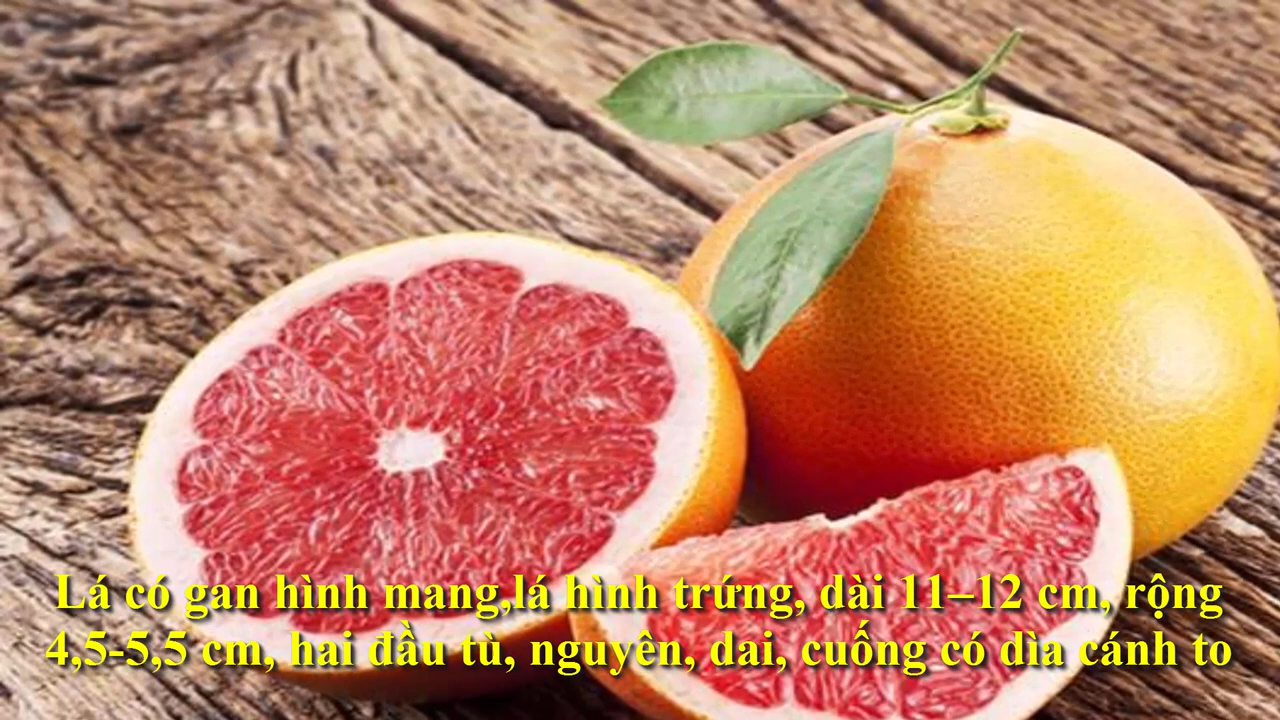 Lá có gan hình mang,lá hình trứng, dài 11–12 cm, rộng
4,5-5,5 cm, hai đầu tù, nguyên, dai, cuống có dìa cánh to